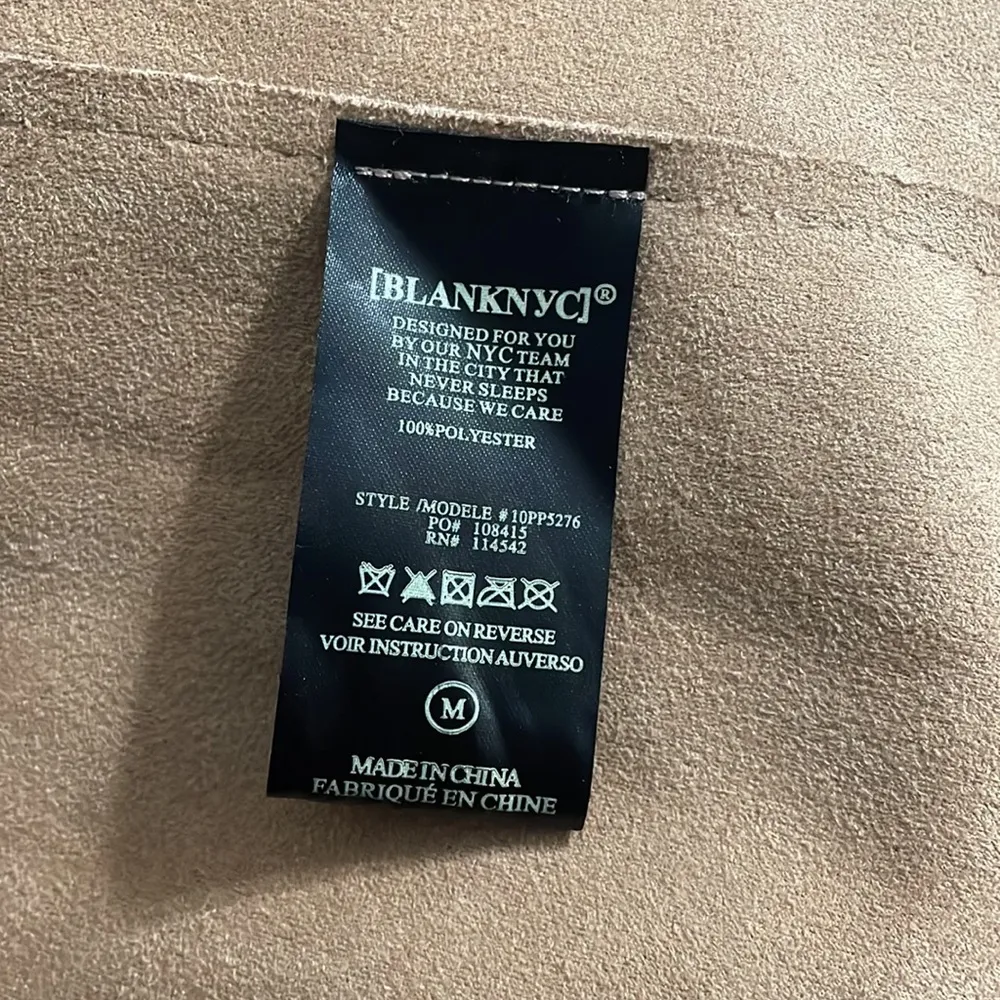 [BLANKNYC]®
DESIGNED FOR YOU
BY OUR NYC TEAM
IN THE CITY THAT
NEVER SLEEPS
BECAUSE WE CARE
100%POLYESTER
STYLE /MODELE #10PP5276
PO# 108415
RN# 114542
SEE CARE ON REVERSE
VOIR INSTRUCTION AUVERSO
M
MADE IN CHINA
FABRIQUÉ EN CHINE